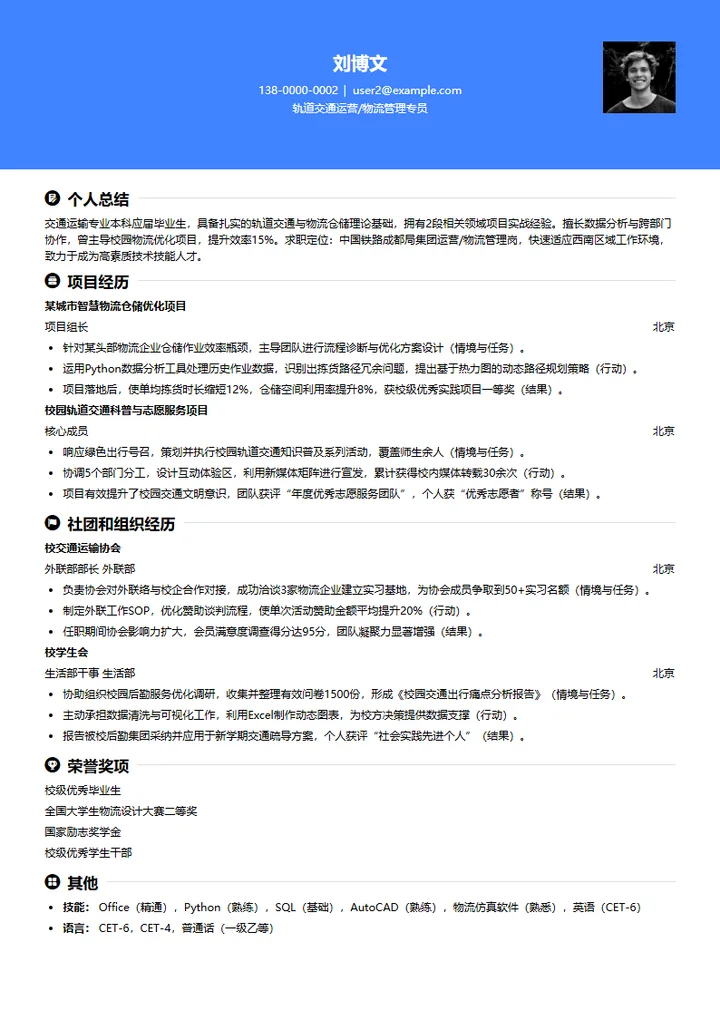 刘博文
138-0000-0002 | user2@example.com
轨道交通运营/物流管理专员
个人总结
交通运输专业本科应届毕业生，具备扎实的轨道交通与物流仓储理论基础，拥有2段相关领域项目实战经验。擅长数据分析与跨部门
协作，曾主导校园物流优化项目，提升效率15%。求职定位：中国铁路成都局集团运营/物流管理岗，快速适应西南区域工作环境，
致力于成为高素质技术技能人才。
项目经历
某城市智慧物流仓储优化项目
项目组长 北京
• 针对某头部物流企业仓储作业效率瓶颈，主导团队进行流程诊断与优化方案设计（情境与任务）。
• 运用Python数据分析工具处理历史作业数据，识别出拣货路径冗余问题，提出基于热力图的动态路径规划策略（行动）。
• 项目落地后，使单均拣货时长缩短12%，仓储空间利用率提升8%，获校级优秀实践项目一等奖（结果）。
校园轨道交通科普与志愿服务项目
核心成员 北京
• 响应绿色出行号召，策划并执行校园轨道交通知识普及系列活动，覆盖师生余人（情境与任务）。
• 协调5个部门分工，设计互动体验区，利用新媒体矩阵进行宣发，累计获得校内媒体转载30余次（行动）。
• 项目有效提升了校园交通文明意识，团队获评“年度优秀志愿服务团队”，个人获“优秀志愿者”称号（结果）。
社团和组织经历
校交通运输协会
外联部部长 外联部 北京
• 负责协会对外联络与校企合作对接，成功洽谈3家物流企业建立实习基地，为协会成员争取到50+实习名额（情境与任务）。
• 制定外联工作SOP，优化赞助谈判流程，使单次活动赞助金额平均提升20%（行动）。
• 任职期间协会影响力扩大，会员满意度调查得分达95分，团队凝聚力显著增强（结果）。
校学生会
生活部干事 生活部 北京
• 协助组织校园后勤服务优化调研，收集并整理有效问卷1500份，形成《校园交通出行痛点分析报告》（情境与任务）。
• 主动承担数据清洗与可视化工作，利用Excel制作动态图表，为校方决策提供数据支撑（行动）。
• 报告被校后勤集团采纳并应用于新学期交通疏导方案，个人获评“社会实践先进个人”（结果）。
荣誉奖项
校级优秀毕业生
全国大学生物流设计大赛二等奖
国家励志奖学金
校级优秀学生干部
其他
• 技能： Office（精通）, Python（熟练）, SQL（基础）, AutoCAD（熟练）, 物流仿真软件（熟悉）, 英语（CET-6）
• 语言： CET-6，CET-4，普通话（一级乙等）